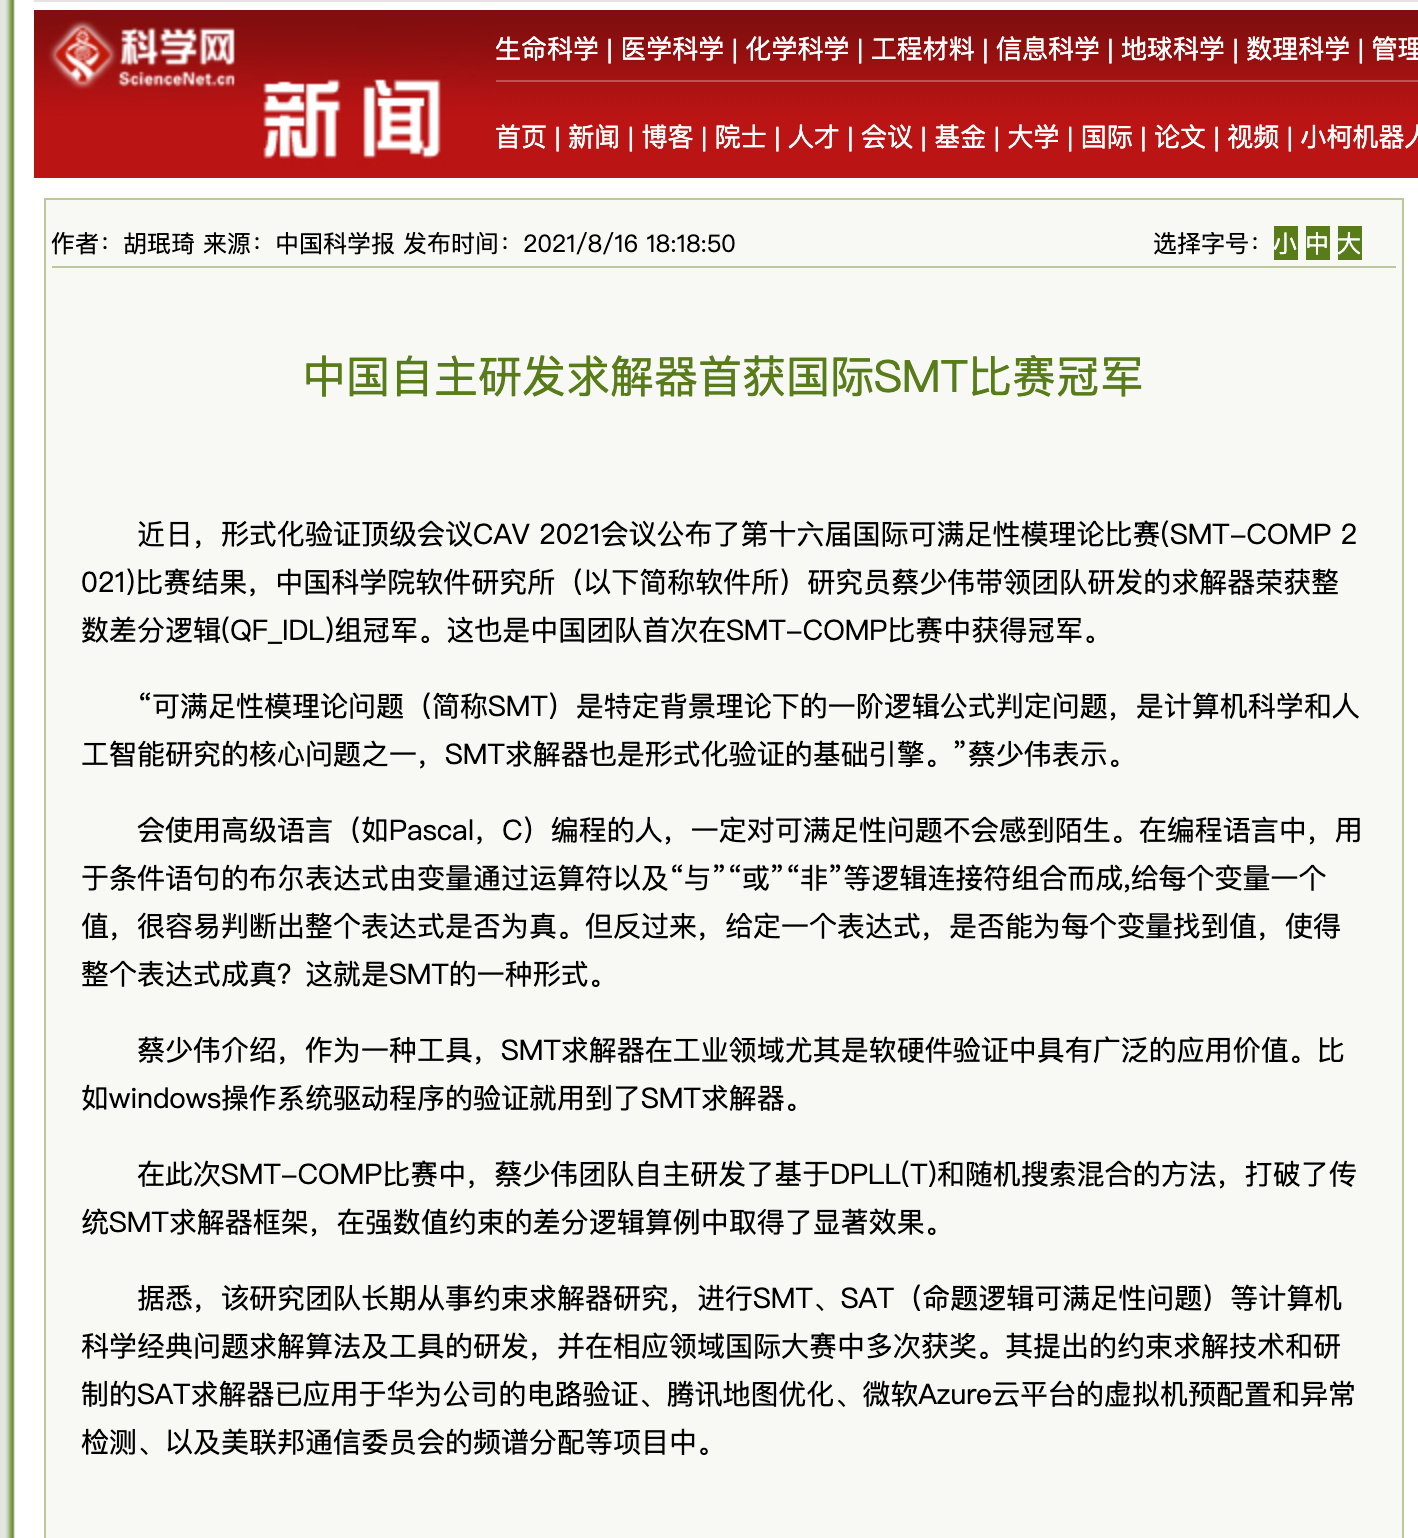 科学网
ScienceNet.cn
新闻
生命科学 | 医学科学 | 化学科学 | 工程材料 | 信息科学 | 地球科学 | 数理科学 | 管理
首页 | 新闻 | 博客 | 院士 | 人才 | 会议 | 基金 | 大学 | 国际 | 论文 | 视频 | 小柯机器人
作者：胡珉琦 来源：中国科学报 发布时间：2021/8/16 18:18:50
选择字号：小 中 大
中国自主研发求解器首获国际SMT比赛冠军
近日，形式化验证顶级会议CAV 2021会议公布了第十六届国际可满足性模理论比赛(SMT-COMP 2
021)比赛结果，中国科学院软件研究所（以下简称软件所）研究员蔡少伟带领团队研发的求解器荣获整
数差分逻辑(QF_IDL)组冠军。这也是中国团队首次在SMT-COMP比赛中获得冠军。
“可满足性模理论问题（简称SMT）是特定背景理论下的一阶逻辑公式判定问题，是计算机科学和人
工智能研究的核心问题之一，SMT求解器也是形式化验证的基础引擎。”蔡少伟表示。
会使用高级语言（如Pascal，C）编程的人，一定对可满足性问题不会感到陌生。在编程语言中，用
于条件语句的布尔表达式由变量通过运算符以及“与”“或”“非”等逻辑连接符组合而成,给每个变量一个
值，很容易判断出整个表达式是否为真。但反过来，给定一个表达式，是否能为每个变量找到值，使得
整个表达式成真？这就是SMT的一种形式。
蔡少伟介绍，作为一种工具，SMT求解器在工业领域尤其是软硬件验证中具有广泛的应用价值。比
如windows操作系统驱动程序的验证就用到了SMT求解器。
在此次SMT-COMP比赛中，蔡少伟团队自主研发了基于DPLL(T)和随机搜索混合的方法，打破了传
统SMT求解器框架，在强数值约束的差分逻辑算例中取得了显著效果。
据悉，该研究团队长期从事约束求解器研究，进行SMT、SAT（命题逻辑可满足性问题）等计算机
科学经典问题求解算法及工具的研发，并在相应领域国际大赛中多次获奖。其提出的约束求解技术和研
制的SAT求解器已应用于华为公司的电路验证、腾讯地图优化、微软Azure云平台的虚拟机预配置和异常
检测、以及美联邦通信委员会的频谱分配等项目中。